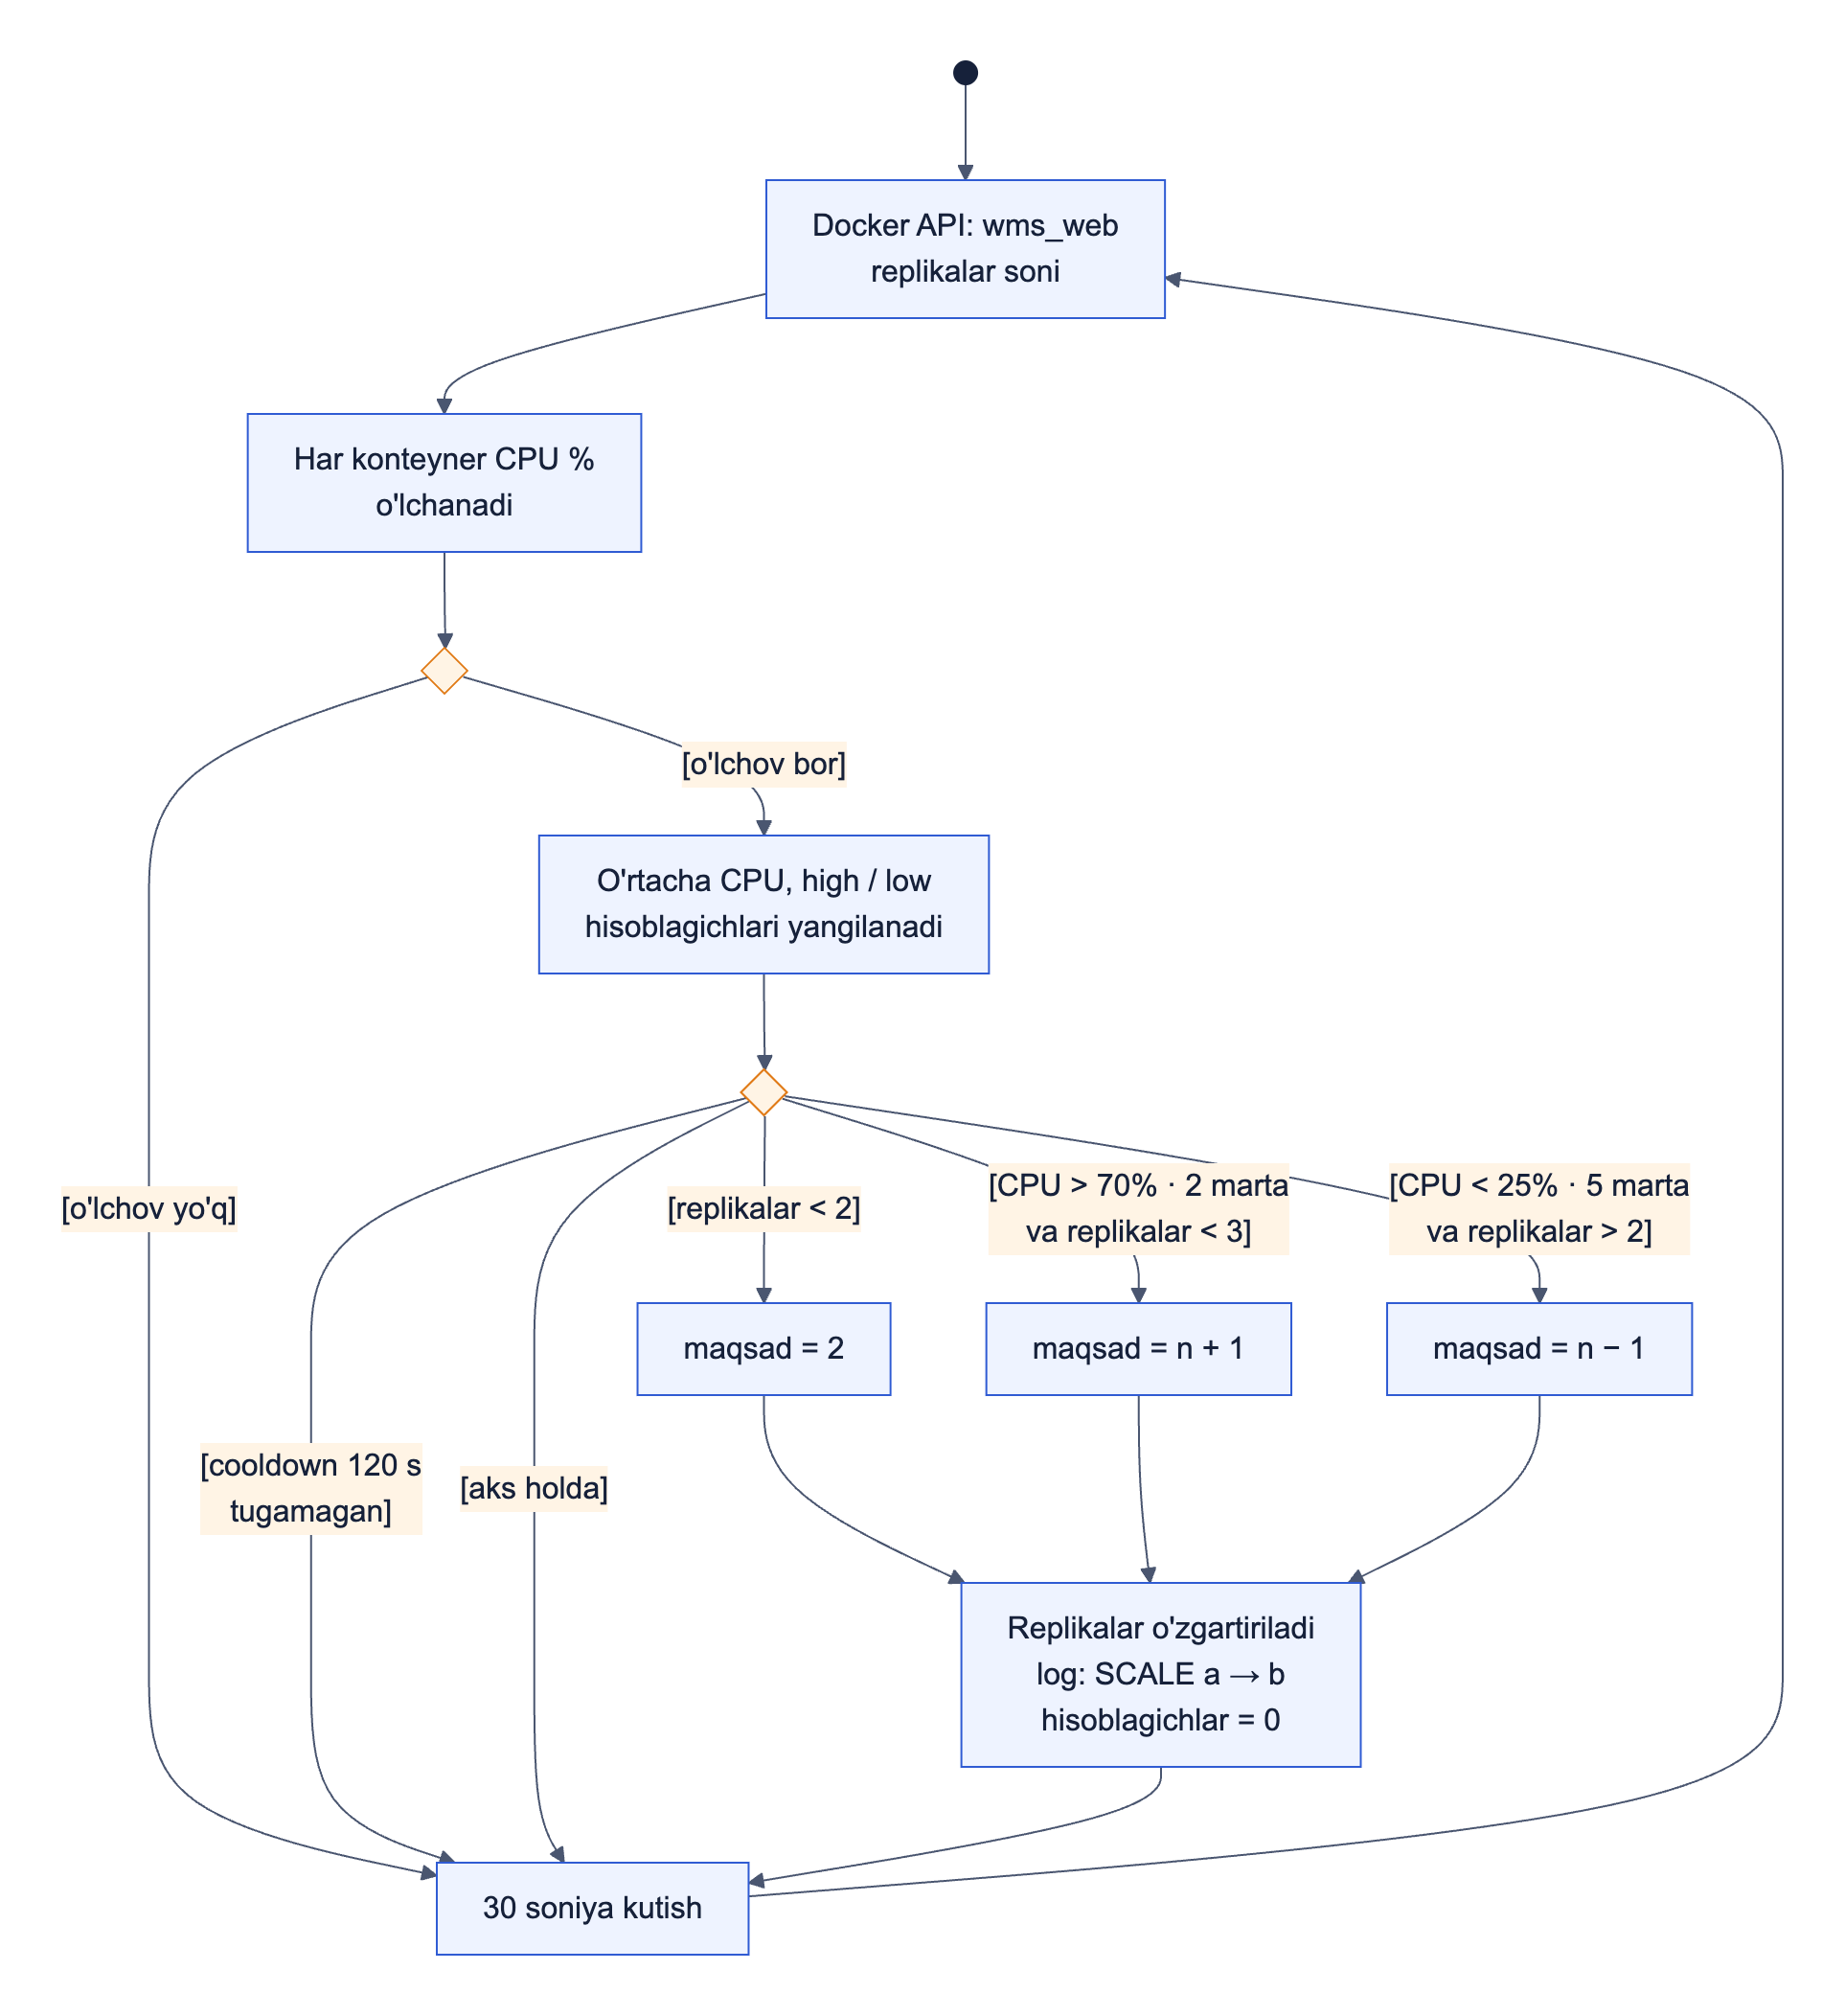 Docker API: wms_web
replikalar soni
Har konteyner CPU %
o'lchanadi
[o'lchov bor]
O'rtacha CPU, high / low
hisoblagichlari yangilanadi
[o'lchov yo'q]
[replikalar < 2]
[CPU > 70% · 2 marta
va replikalar < 3]
[CPU < 25% · 5 marta
va replikalar > 2]
maqsad = 2
maqsad = n + 1
maqsad = n − 1
[cooldown 120 s
tugamagan]
[aks holda]
Replikalar o'zgartiriladi
log: SCALE a → b
hisoblagichlar = 0
30 soniya kutish